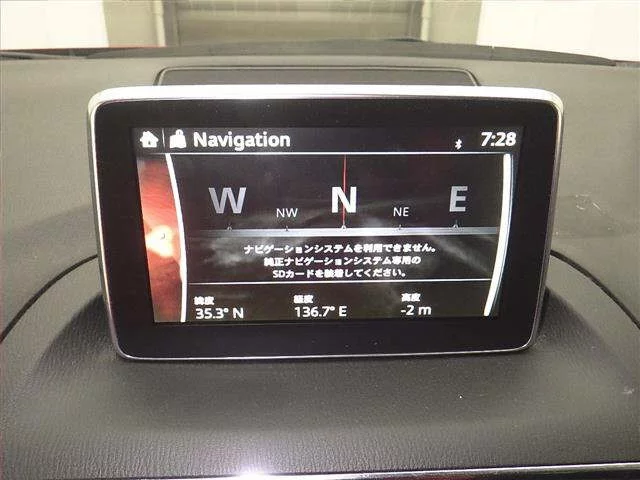 Navigation 7:28
W NW N NE E
ナビゲーションシステムを利用できません。
純正ナビゲーションシステム専用の
SDカードを装着してください。
緯度 経度 高度
35.3° N 136.7° E -2 m